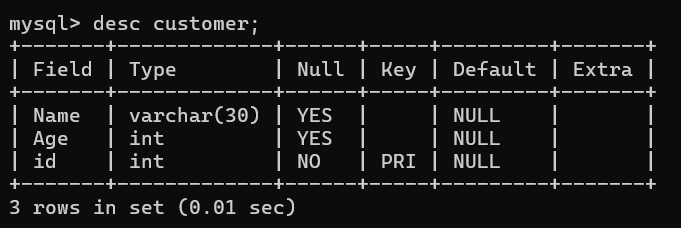 mysql> desc customer;
+-------+-------------+------+-----+---------+-------+
| Field | Type        | Null | Key | Default | Extra |
+-------+-------------+------+-----+---------+-------+
| Name  | varchar(30) | YES  |     | NULL    |       |
| Age   | int         | YES  |     | NULL    |       |
| id    | int         | NO   | PRI | NULL    |       |
+-------+-------------+------+-----+---------+-------+
3 rows in set (0.01 sec)